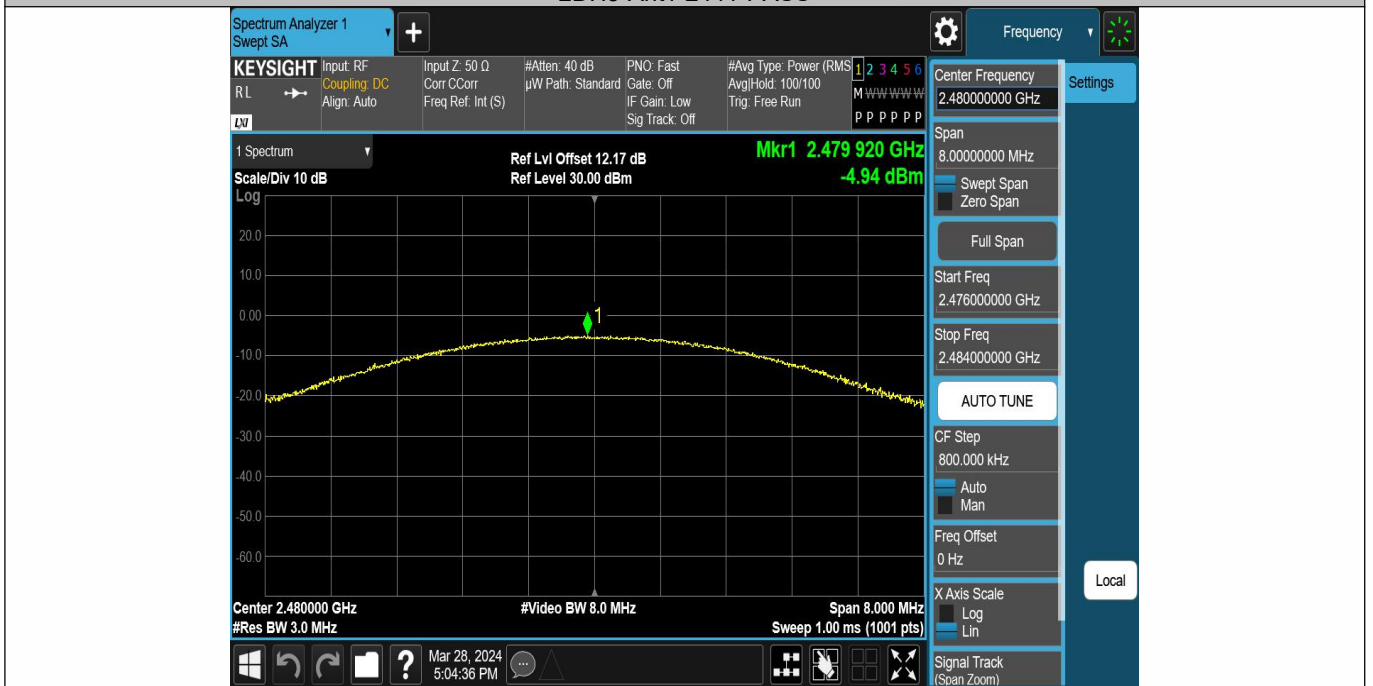 Spectrum Analyzer 1
Swept SA
Frequency
KEYSIGHT
RL
LXI
Input: RF
Coupling: DC
Align: Auto
Input Z: 50 Ω
Corr CCorr
Freq Ref: Int (S)
#Atten: 40 dB
µW Path: Standard
PNO: Fast
Gate: Off
IF Gain: Low
Sig Track: Off
#Avg Type: Power (RMS
Avg|Hold: 100/100
Trig: Free Run
1 2 3 4 5 6
M W W W W W
P P P P P P
1 Spectrum
Scale/Div 10 dB
Ref Lvl Offset 12.17 dB
Ref Level 30.00 dBm
Mkr1 2.479 920 GHz
-4.94 dBm
Log
20.0
10.0
0.00
-10.0
-20.0
-30.0
-40.0
-50.0
-60.0
1
Center 2.480000 GHz
#Res BW 3.0 MHz
#Video BW 8.0 MHz
Span 8.000 MHz
Sweep 1.00 ms (1001 pts)
Center Frequency
2.480000000 GHz
Settings
Span
8.00000000 MHz
Swept Span
Zero Span
Full Span
Start Freq
2.476000000 GHz
Stop Freq
2.484000000 GHz
AUTO TUNE
CF Step
800.000 kHz
Auto
Man
Freq Offset
0 Hz
Local
X Axis Scale
Log
Lin
Signal Track
(Span Zoom)
Mar 28, 2024
5:04:36 PM